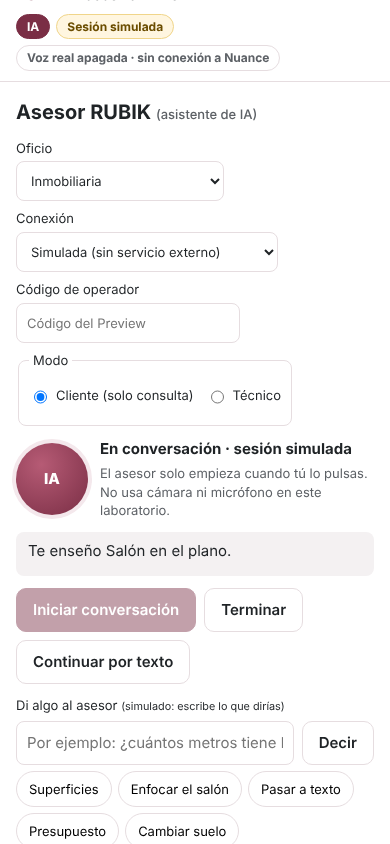 IA
Sesión simulada
Voz real apagada · sin conexión a Nuance
Asesor RUBIK (asistente de IA)
Oficio
Inmobiliaria
Conexión
Simulada (sin servicio externo)
Código de operador
Código del Preview
Modo
Cliente (solo consulta)
Técnico
IA
En conversación · sesión simulada
El asesor solo empieza cuando tú lo pulsas.
No usa cámara ni micrófono en este
laboratorio.
Te enseño Salón en el plano.
Iniciar conversación
Terminar
Continuar por texto
Di algo al asesor (simulado: escribe lo que dirías)
Por ejemplo: ¿cuántos metros tiene l
Decir
Superficies
Enfocar el salón
Pasar a texto
Presupuesto
Cambiar suelo